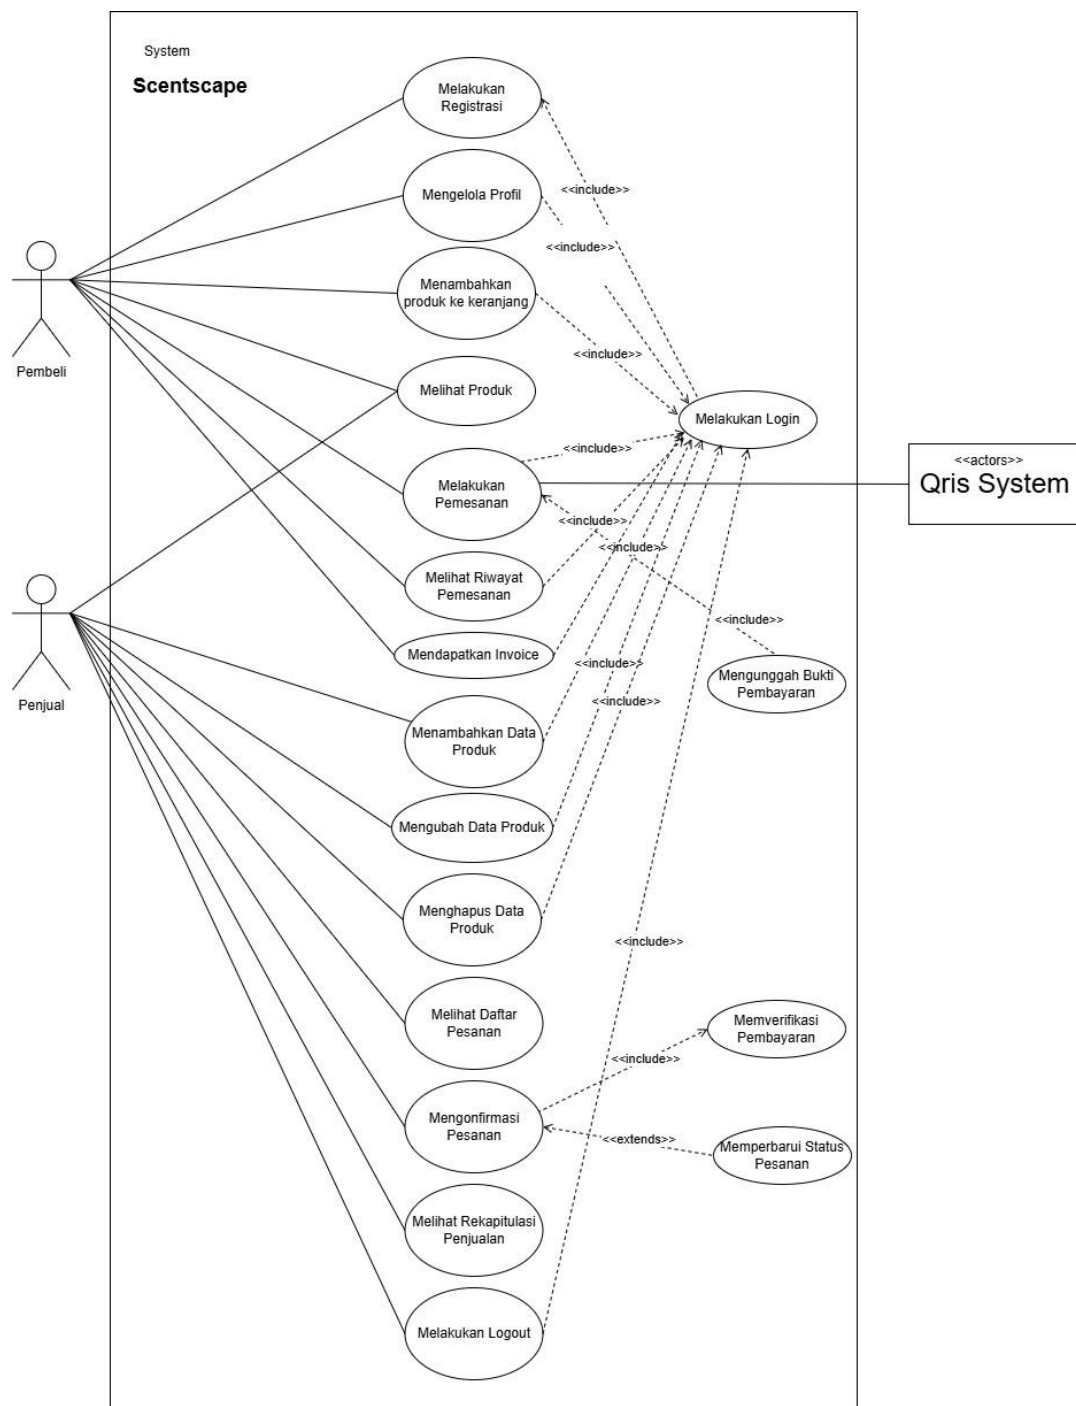 System
Scentscape
Melakukan
Registrasi
<<include>>
Mengelola Profil
<<include>>
Menambahkan
produk ke keranjang
<<include>>
Pembeli
Melihat Produk
Melakukan Login
<<include>>
<<actors>>
Qris System
Melakukan
Pemesanan
<<include>>
<<include>>
Melihat Riwayat
Pemesanan
<<include>>
Mendapatkan Invoice
<<include>>
Mengunggah Bukti
Pembayaran
Penjual
<<include>>
Menambahkan Data
Produk
Mengubah Data Produk
Menghapus Data
Produk
<<include>>
Melihat Daftar
Pesanan
Memverifikasi
Pembayaran
<<include>>
Mengonfirmasi
Pesanan
<<extends>>
Memperbarui Status
Pesanan
Melihat Rekapitulasi
Penjualan
Melakukan Logout